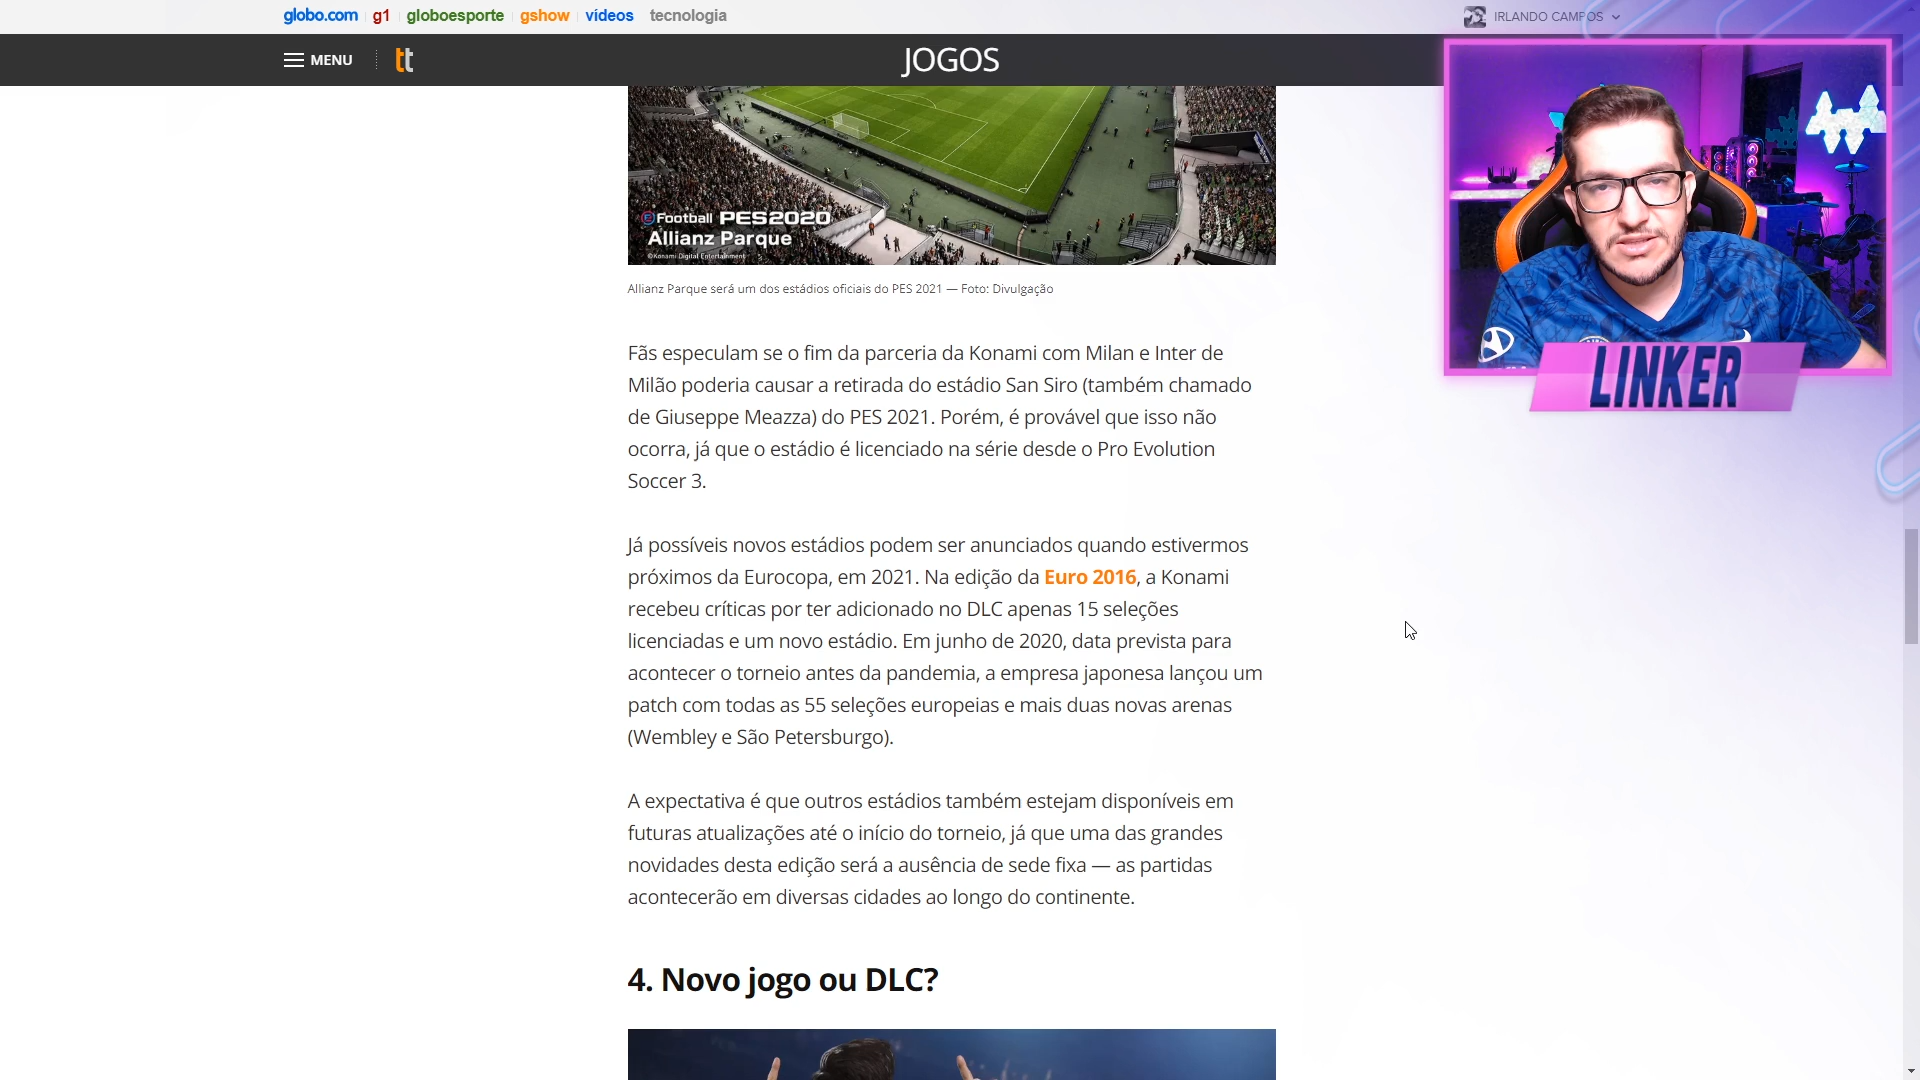 globo.com g1 globoesporte gshow vídeos tecnologia IRLANDO CAMPOS
MENU tt JOGOS
eFootball PES2020
Allianz Parque
©Konami Digital Entertainment
Allianz Parque será um dos estádios oficiais do PES 2021 — Foto: Divulgação
LINKER
Fãs especulam se o fim da parceria da Konami com Milan e Inter de
Milão poderia causar a retirada do estádio San Siro (também chamado
de Giuseppe Meazza) do PES 2021. Porém, é provável que isso não
ocorra, já que o estádio é licenciado na série desde o Pro Evolution
Soccer 3.
Já possíveis novos estádios podem ser anunciados quando estivermos
próximos da Eurocopa, em 2021. Na edição da Euro 2016, a Konami
recebeu críticas por ter adicionado no DLC apenas 15 seleções
licenciadas e um novo estádio. Em junho de 2020, data prevista para
acontecer o torneio antes da pandemia, a empresa japonesa lançou um
patch com todas as 55 seleções europeias e mais duas novas arenas
(Wembley e São Petersburgo).
A expectativa é que outros estádios também estejam disponíveis em
futuras atualizações até o início do torneio, já que uma das grandes
novidades desta edição será a ausência de sede fixa — as partidas
acontecerão em diversas cidades ao longo do continente.
4. Novo jogo ou DLC?